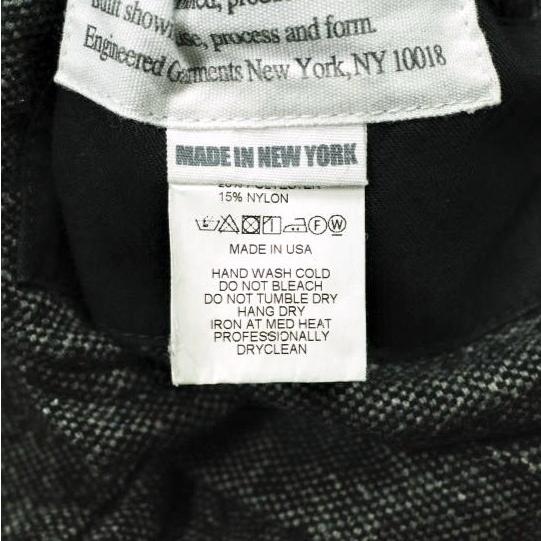 Built showing use, process and form.
Engineered Garments New York, NY 10018
MADE IN NEW YORK
POLYESTER
15% NYLON
F W
MADE IN USA
HAND WASH COLD
DO NOT BLEACH
DO NOT TUMBLE DRY
HANG DRY
IRON AT MED HEAT
PROFESSIONALLY
DRYCLEAN